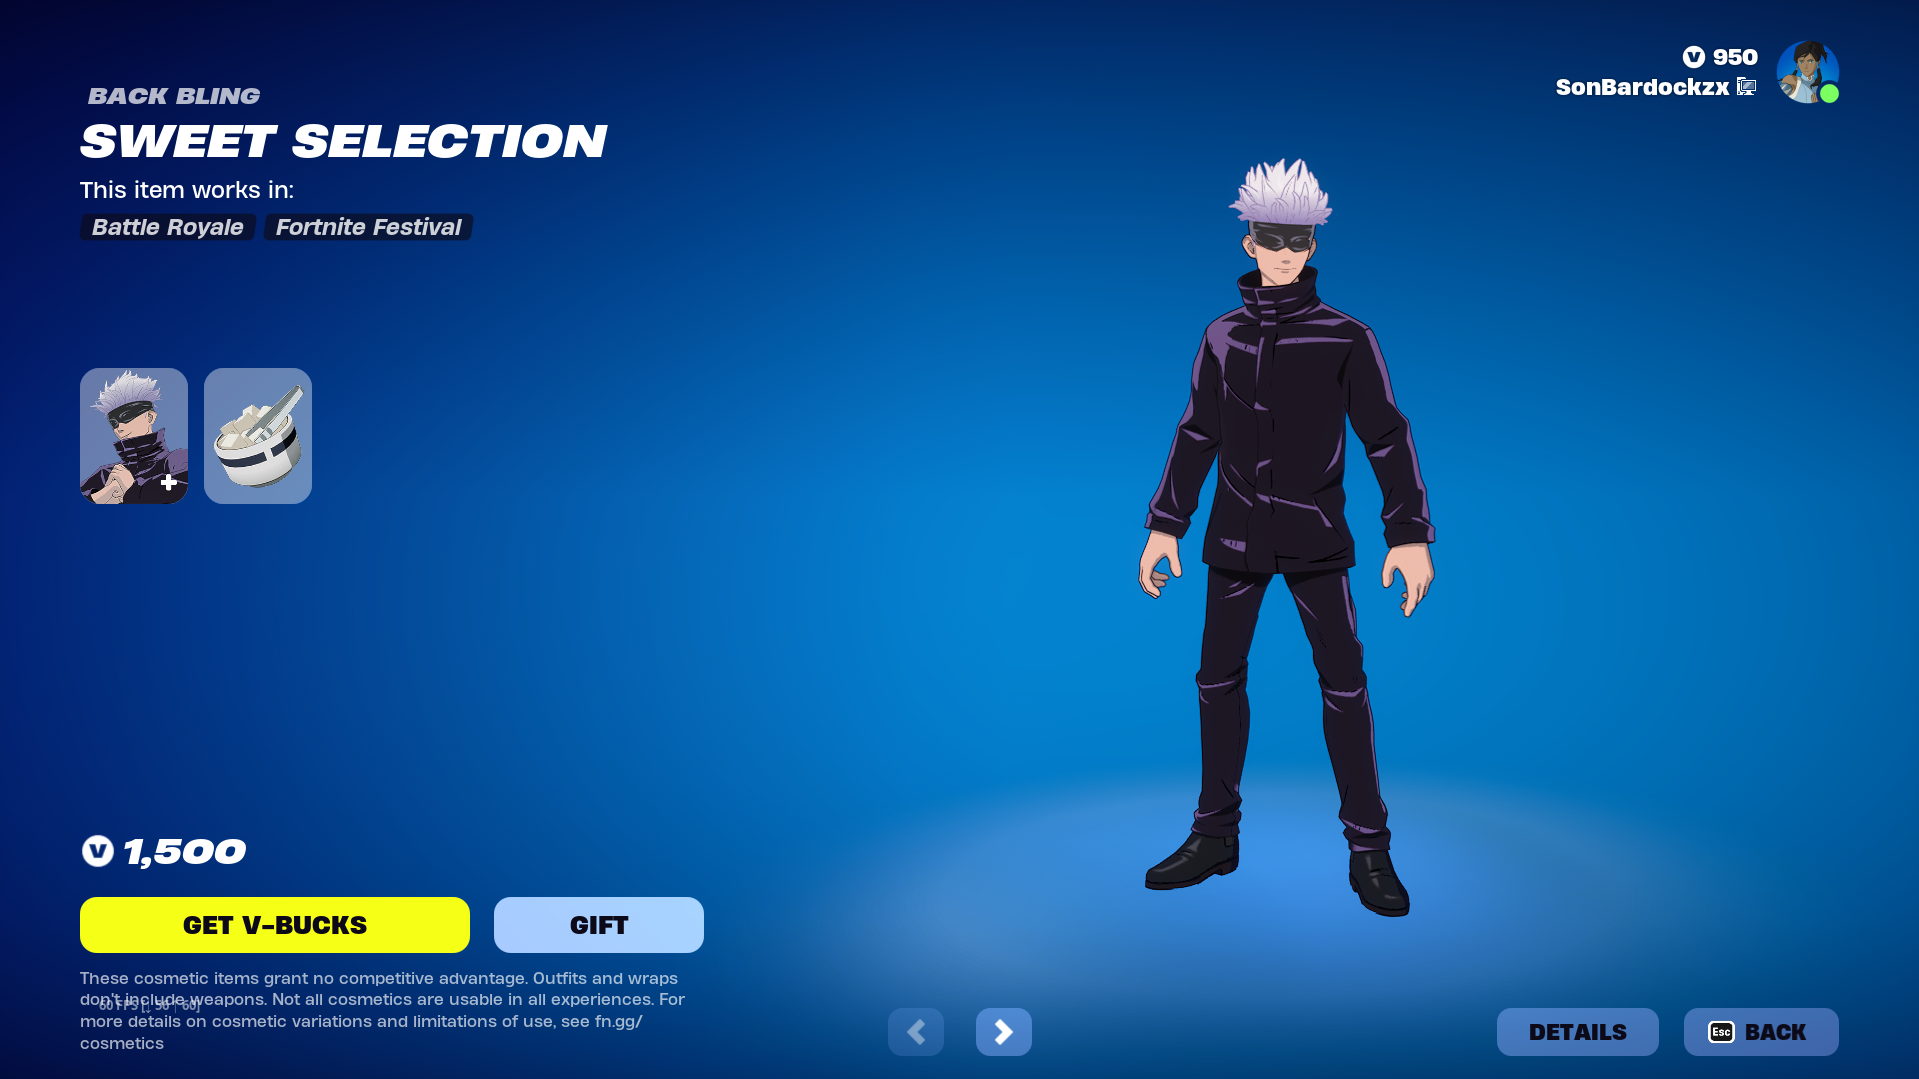 BACK BLING
SWEET SELECTION
This item works in:
Battle Royale Fortnite Festival
950
SonBardockzx
1,500
GET V-BUCKS
GIFT
These cosmetic items grant no competitive advantage. Outfits and wraps
don't include weapons. Not all cosmetics are usable in all experiences. For
more details on cosmetic variations and limitations of use, see fn.gg/
cosmetics
60 FPS
DETAILS
Esc BACK